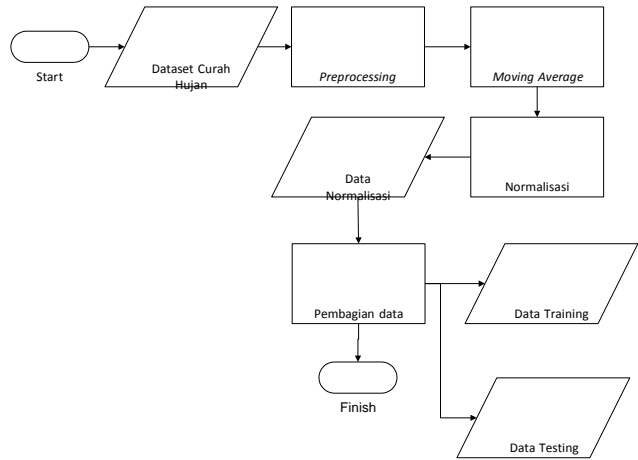 Start
Dataset Curah
Hujan
Preprocessing
Moving Average
Data
Normalisasi
Normalisasi
Pembagian data
Data Training
Finish
Data Testing